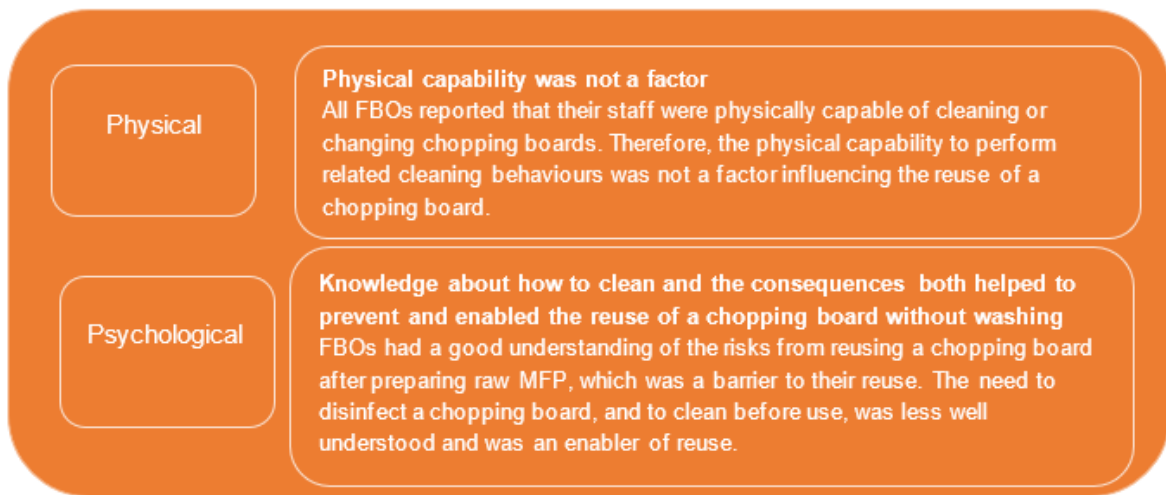 Physical
Physical capability was not a factor
All FBOs reported that their staff were physically capable of cleaning or
changing chopping boards. Therefore, the physical capability to perform
related cleaning behaviours was not a factor influencing the reuse of a
chopping board.
Psychological
Knowledge about how to clean and the consequences both helped to
prevent and enabled the reuse of a chopping board without washing
FBOs had a good understanding of the risks from reusing a chopping board
after preparing raw MFP, which was a barrier to their reuse. The need to
disinfect a chopping board, and to clean before use, was less well
understood and was an enabler of reuse.